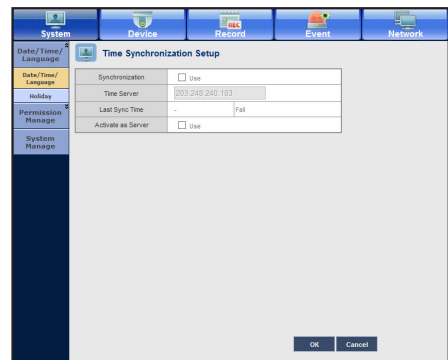 System
Device
Record
Event
Network
REC
Date/Time/
Language
Date/Time/
Language
Holiday
Permission
Manage
System
Manage
Time Synchronization Setup
Synchronization Use
Time Server 203.248.240.103
Last Sync Time - Fail
Activate as Server Use
OK Cancel